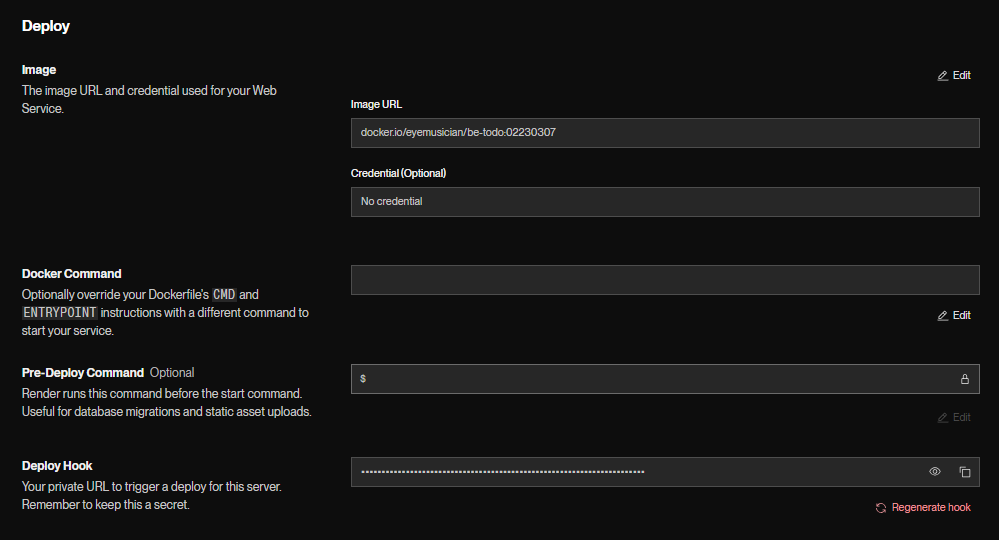 Deploy
Image
Edit
The image URL and credential used for your Web
Service.
Image URL
docker.io/eyemusician/be-todo:02230307
Credential (Optional)
No credential
Docker Command
Optionally override your Dockerfile's CMD and
ENTRYPOINT instructions with a different command to
start your service.
Edit
Pre-Deploy Command Optional
$
Render runs this command before the start command.
Useful for database migrations and static asset uploads.
Edit
Deploy Hook
Your private URL to trigger a deploy for this server.
Remember to keep this a secret.
Regenerate hook